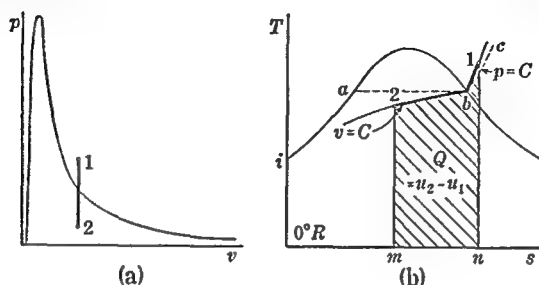 p
1
2
v
(a)
T
1
c
p = C
a
2
b
v = C
i
Q
= u₂ - u₁
0°R
m
n
s
(b)